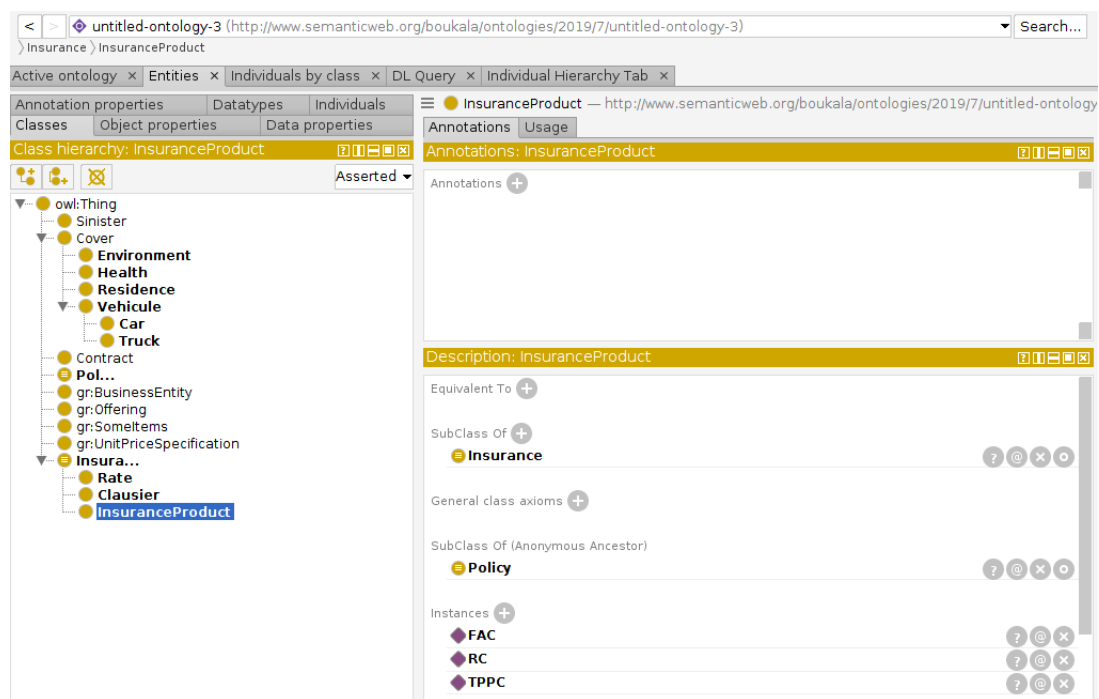 < > untitled-ontology-3 (http://www.semanticweb.org/boukala/ontologies/2019/7/untitled-ontology-3) Search...
Insurance InsuranceProduct
Active ontology × Entities × Individuals by class × DL Query × Individual Hierarchy Tab ×
Annotation properties Datatypes Individuals
Classes Object properties Data properties
Class hierarchy: InsuranceProduct
Asserted
owl:Thing
Sinister
Cover
Environment
Health
Residence
Vehicule
Car
Truck
Contract
Pol...
gr:BusinessEntity
gr:Offering
gr:SomeItems
gr:UnitPriceSpecification
Insura...
Rate
Clausier
InsuranceProduct
InsuranceProduct — http://www.semanticweb.org/boukala/ontologies/2019/7/untitled-ontology
Annotations Usage
Annotations: InsuranceProduct
Annotations
Description: InsuranceProduct
Equivalent To
SubClass Of
Insurance
General class axioms
SubClass Of (Anonymous Ancestor)
Policy
Instances
FAC
RC
TPPC